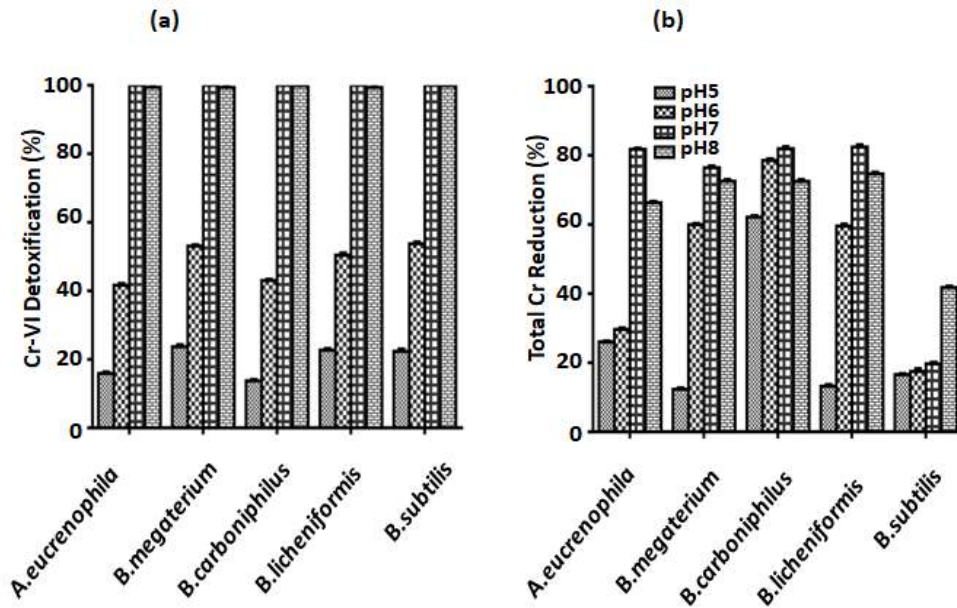 (a)
(b)
Cr-VI Detoxification (%)
100
80
60
40
20
0
A.eucrenophila
B.megaterium
B.carboniphilus
B.licheniformis
B.subtilis
Total Cr Reduction (%)
100
80
60
40
20
0
pH5
pH6
pH7
pH8
A.eucrenophila
B.megaterium
B.carboniphilus
B.licheniformis
B.subtilis